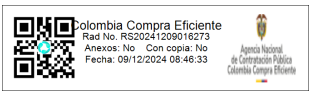 Colombia Compra Eficiente
Rad No. RS20241209016273
Anexos: No Con copia: No
Fecha: 09/12/2024 08:46:33
Agencia Nacional
de Contratación Pública
Colombia Compra Eficiente